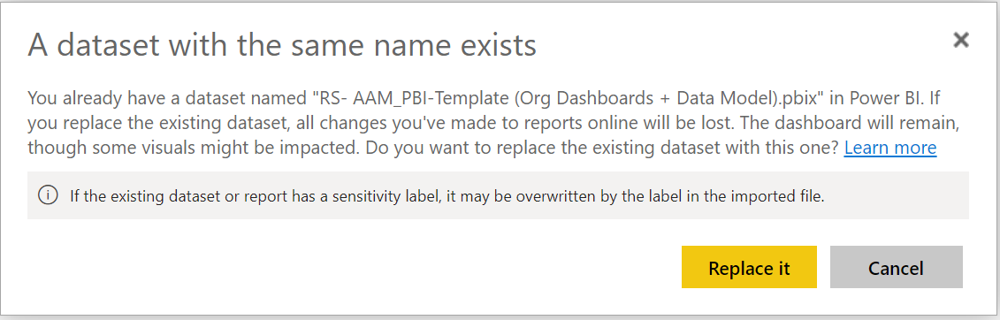 A dataset with the same name exists
You already have a dataset named "RS- AAM_PBI-Template (Org Dashboards + Data Model).pbix" in Power BI. If
you replace the existing dataset, all changes you've made to reports online will be lost. The dashboard will remain,
though some visuals might be impacted. Do you want to replace the existing dataset with this one? Learn more
If the existing dataset or report has a sensitivity label, it may be overwritten by the label in the imported file.
Replace it
Cancel